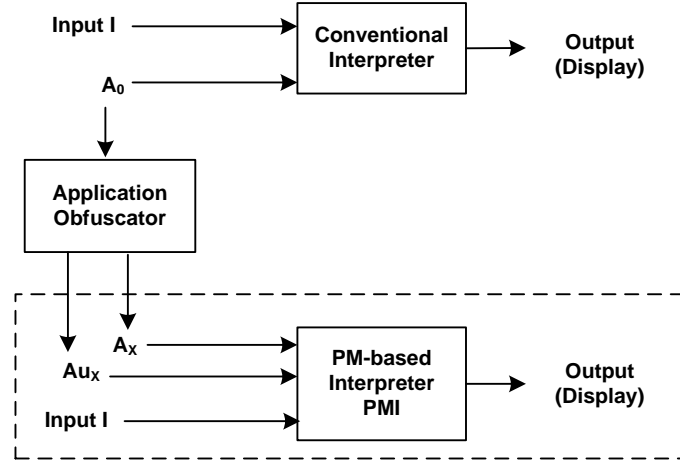 Input I
Conventional
Interpreter
Output
(Display)
A₀
Application
Obfuscator
Aₓ
Auₓ
Input I
PM-based
Interpreter
PMI
Output
(Display)